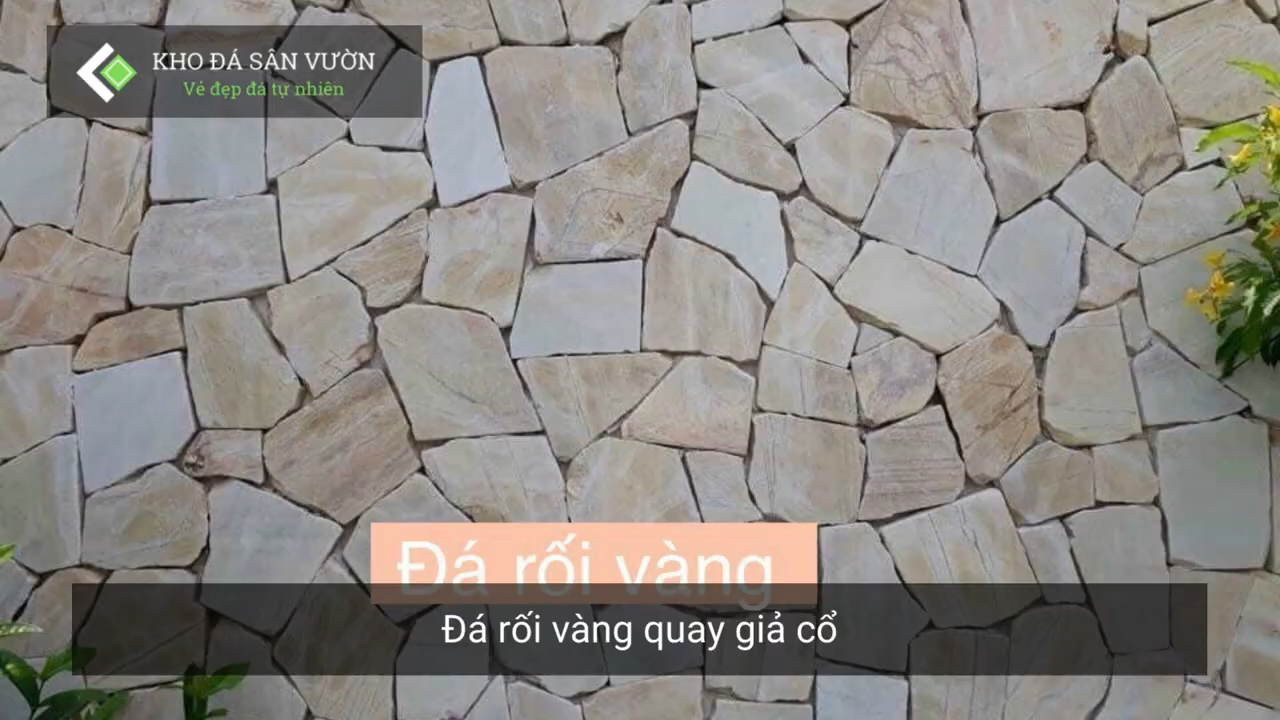 KHO ĐÁ SÂN VƯỜN
Vẻ đẹp đá tự nhiên
Đá rối vàng
Đá rối vàng quay giả cổ